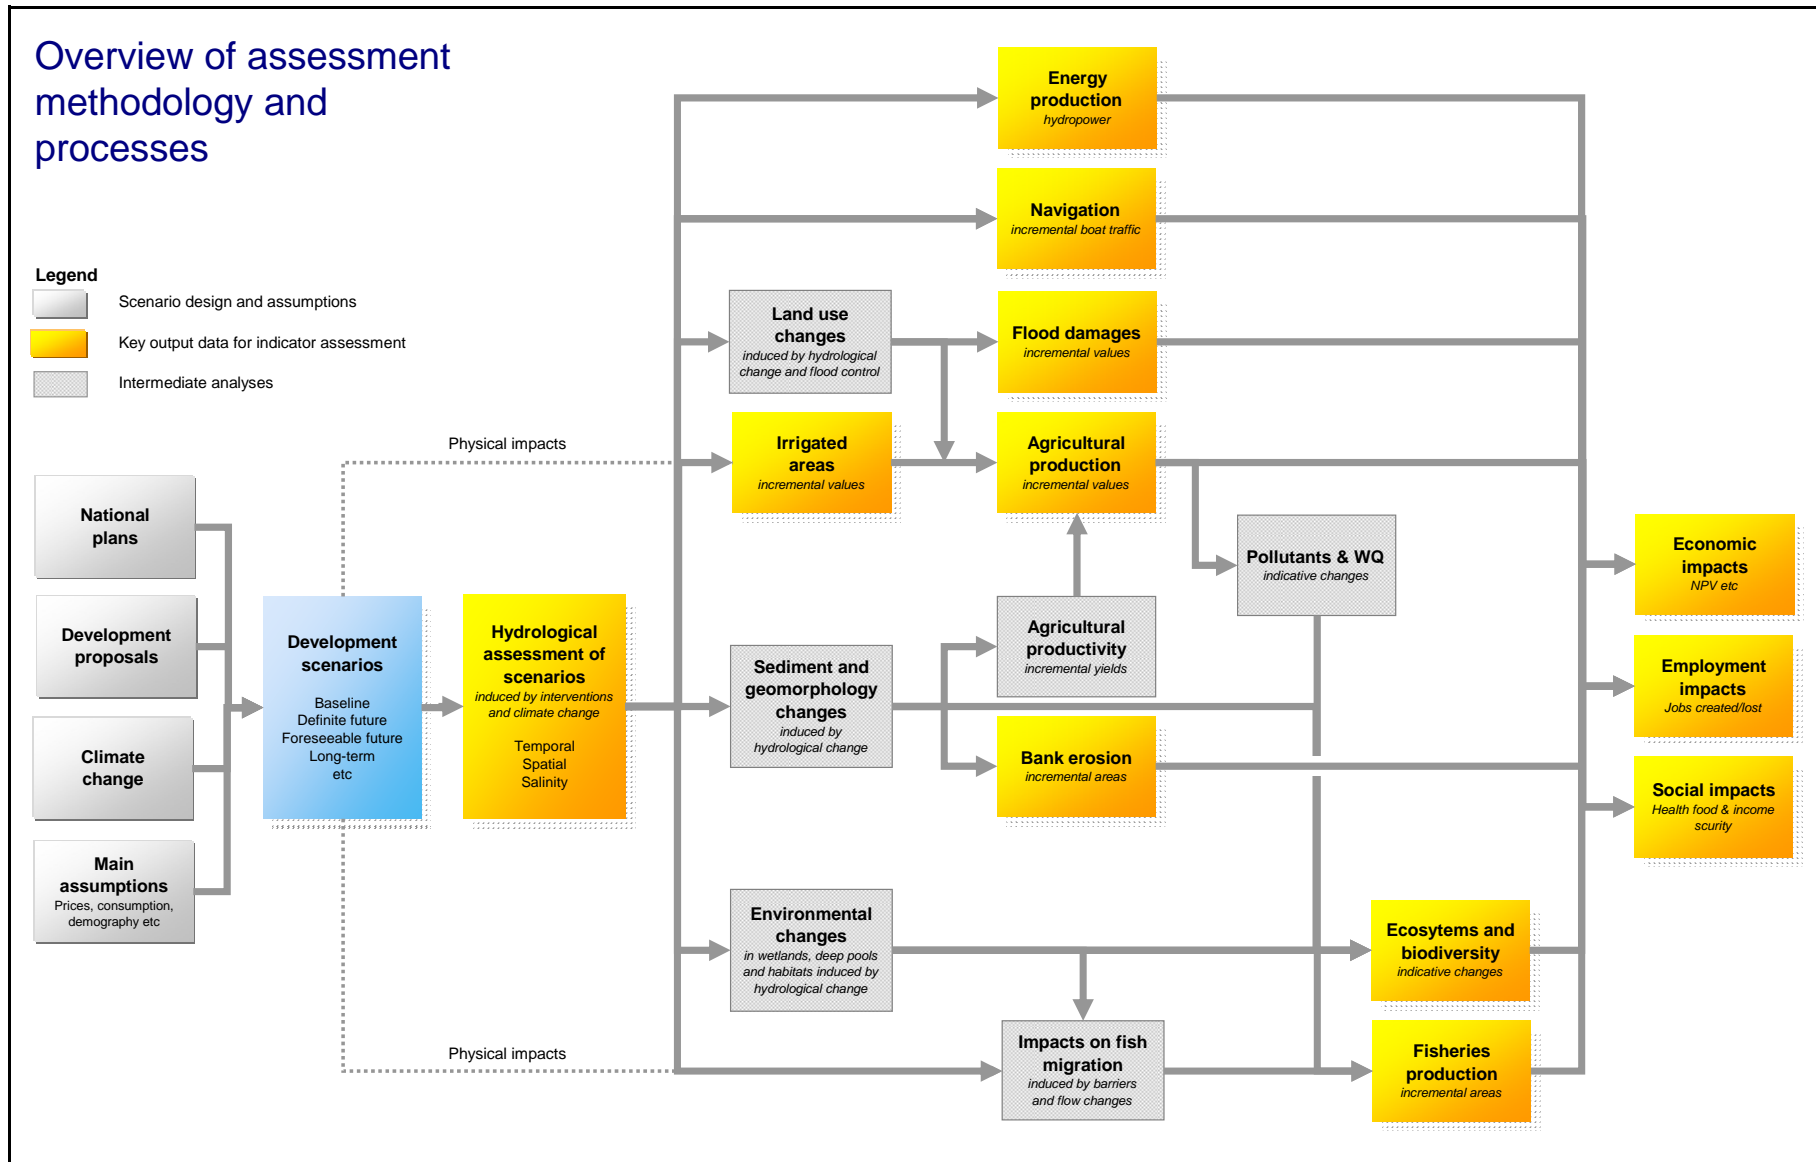 Overview of assessment
methodology and
processes
Legend
Scenario design and assumptions
Key output data for indicator assessment
Intermediate analyses
National
plans
Development
proposals
Climate
change
Main
assumptions
Prices, consumption,
demography etc
Physical impacts
Physical impacts
Development
scenarios
Baseline
Definite future
Foreseeable future
Long-term
etc
Hydrological
assessment of
scenarios
induced by interventions
and climate change
Temporal
Spatial
Salinity
Land use
changes
induced by hydrological
change and flood control
Irrigated
areas
incremental values
Sediment and
geomorphology
changes
induced by
hydrological change
Environmental
changes
in wetlands, deep pools
and habitats induced by
hydrological change
Energy
production
hydropower
Navigation
incremental boat traffic
Flood damages
incremental values
Agricultural
production
incremental values
Agricultural
productivity
incremental yields
Bank erosion
incremental areas
Impacts on fish
migration
induced by barriers
and flow changes
Pollutants & WQ
indicative changes
Ecosytems and
biodiversity
indicative changes
Fisheries
production
incremental areas
Economic
impacts
NPV etc
Employment
impacts
Jobs created/lost
Social impacts
Health food & income
scurity